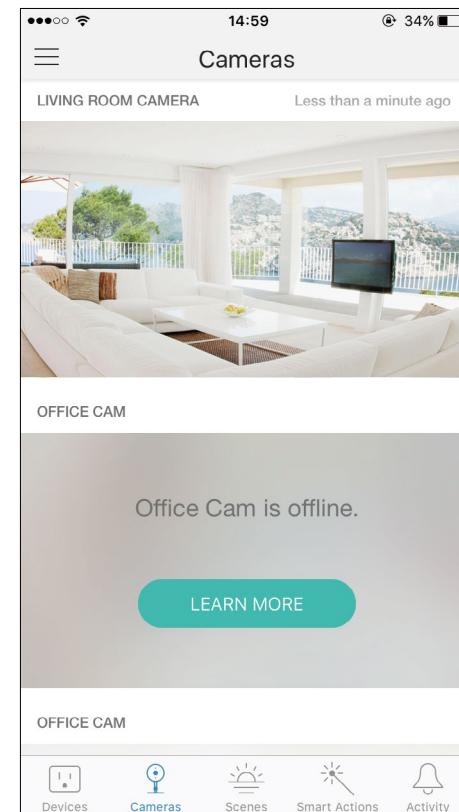 14:59
34%
Cameras
LIVING ROOM CAMERA Less than a minute ago
OFFICE CAM
Office Cam is offline.
LEARN MORE
OFFICE CAM
Devices Cameras Scenes Smart Actions Activity